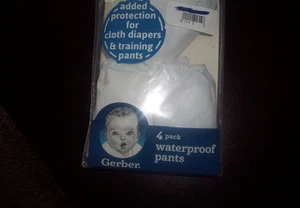 added
protection for
cloth diapers
& training
pants
4 pack
waterproof
pants
Gerber